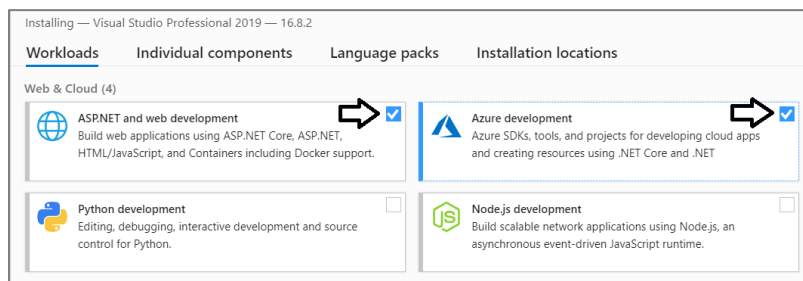 Installing — Visual Studio Professional 2019 — 16.8.2
Workloads Individual components Language packs Installation locations
Web & Cloud (4)
ASP.NET and web development
Build web applications using ASP.NET Core, ASP.NET,
HTML/JavaScript, and Containers including Docker support.
Azure development
Azure SDKs, tools, and projects for developing cloud apps
and creating resources using .NET Core and .NET
Python development
Editing, debugging, interactive development and source
control for Python.
JS
Node.js development
Build scalable network applications using Node.js, an
asynchronous event-driven JavaScript runtime.